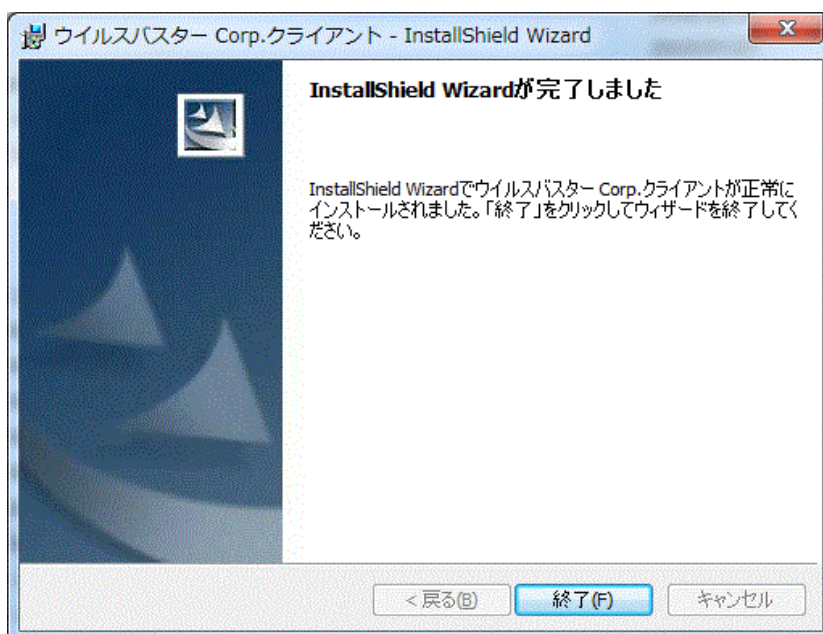 ウイルスバスター Corp.クライアント - InstallShield Wizard
InstallShield Wizardが完了しました
InstallShield Wizardでウイルスバスター Corp.クライアントが正常に
インストールされました。「終了」をクリックしてウィザードを終了してく
ださい。
< 戻る(B)
終了(F)
キャンセル